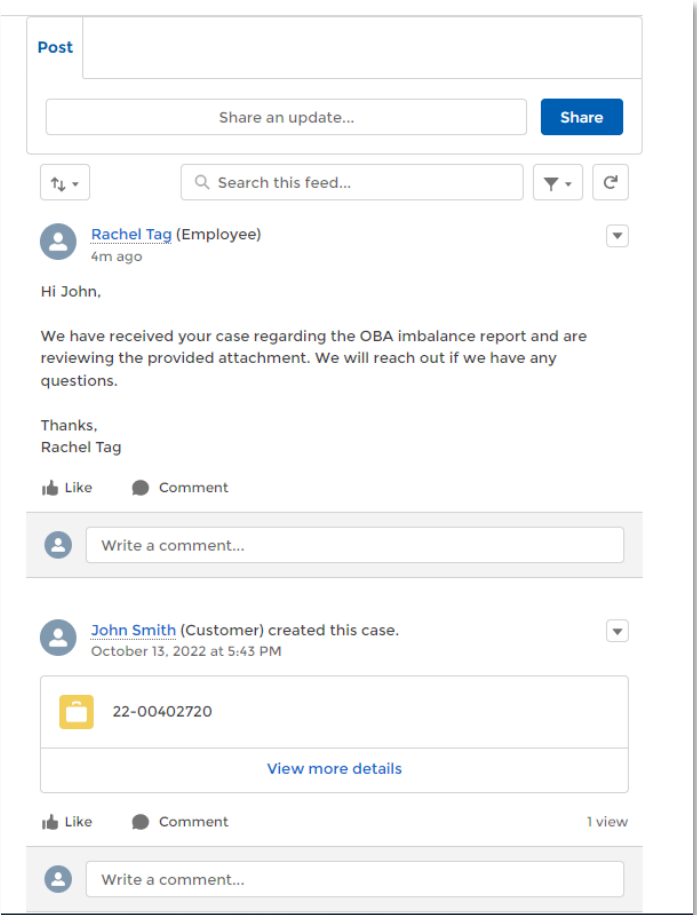 Post
Share an update...
Share
Search this feed...
Rachel Tag (Employee)
4m ago
Hi John,
We have received your case regarding the OBA imbalance report and are
reviewing the provided attachment. We will reach out if we have any
questions.
Thanks,
Rachel Tag
Like Comment
Write a comment...
John Smith (Customer) created this case.
October 13, 2022 at 5:43 PM
22-00402720
View more details
Like Comment 1 view
Write a comment...